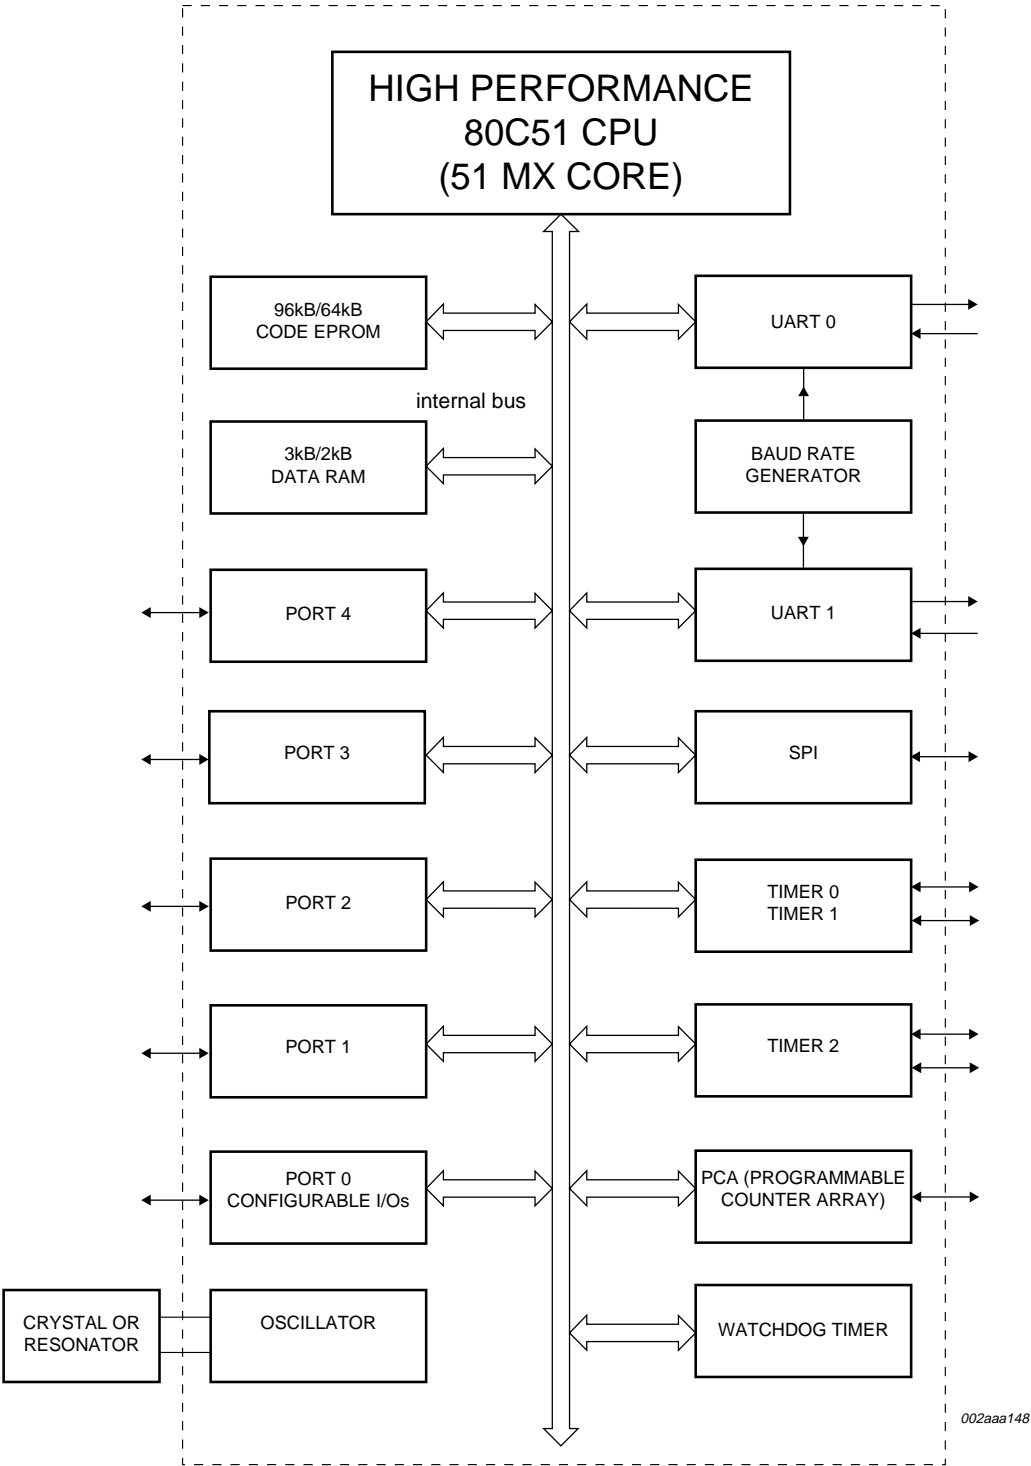 HIGH PERFORMANCE
80C51 CPU
(51 MX CORE)
96kB/64kB
CODE EPROM
UART 0
internal bus
3kB/2kB
DATA RAM
BAUD RATE
GENERATOR
PORT 4
UART 1
PORT 3
SPI
PORT 2
TIMER 0
TIMER 1
PORT 1
TIMER 2
PORT 0
CONFIGURABLE I/Os
PCA (PROGRAMMABLE
COUNTER ARRAY)
CRYSTAL OR
RESONATOR
OSCILLATOR
WATCHDOG TIMER
002aaa148